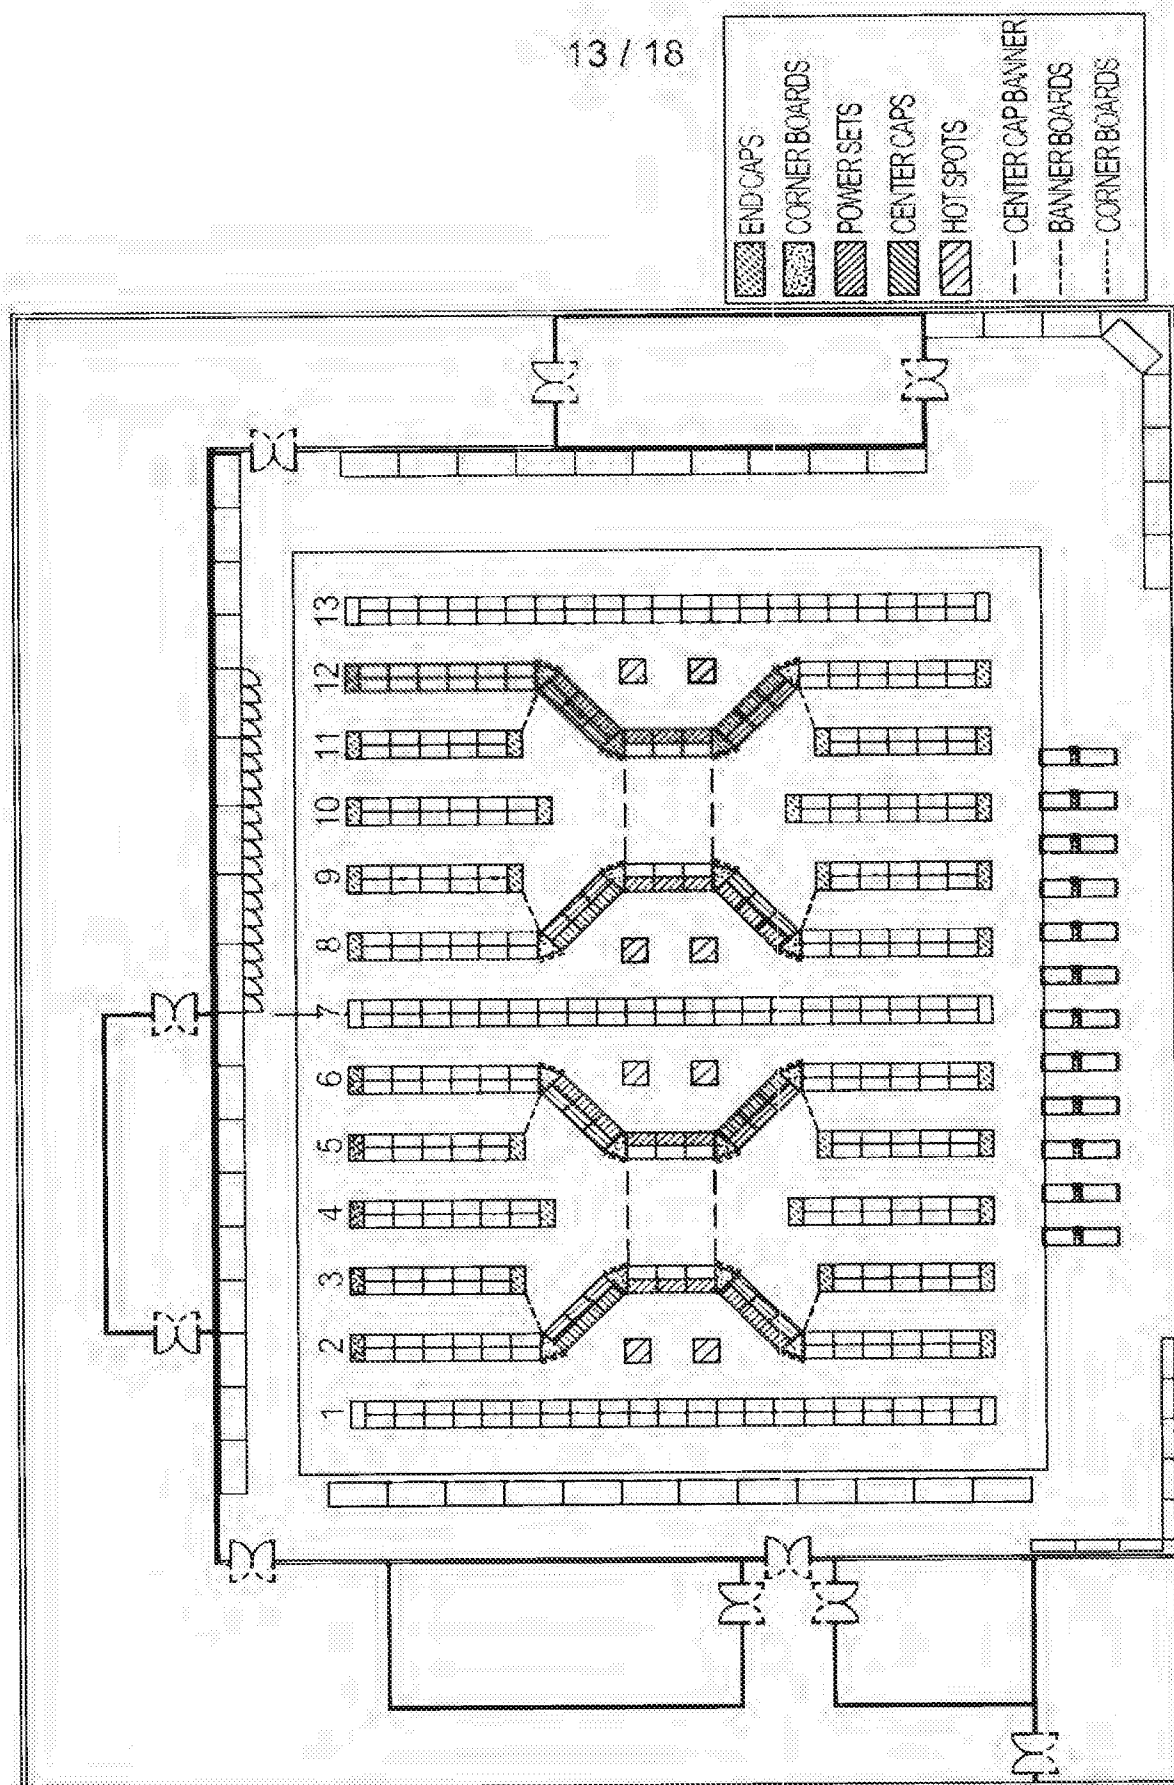 13 / 18
END CAPS
CORNER BOARDS
POWER SETS
CENTER CAPS
HOT SPOTS
CENTER CAP BANNER
BANNER BOARDS
CORNER BOARDS
13
12
11
10
9
8
7
6
5
4
3
2
1